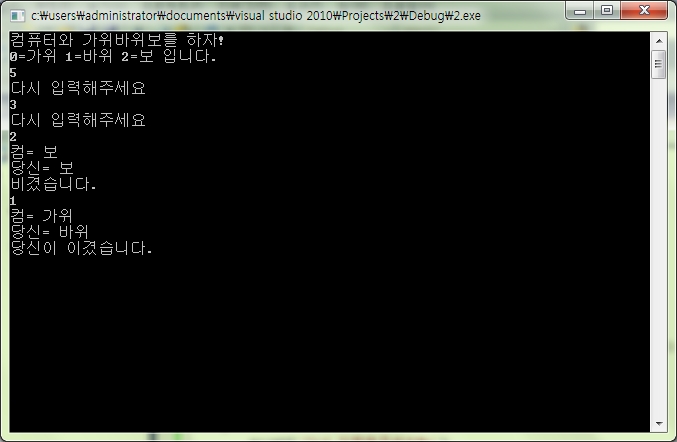 c:₩users₩administrator₩documents₩visual studio 2010₩Projects₩2₩Debug₩2.exe
컴퓨터와 가위바위보를 하자!
0=가위 1=바위 2=보 입니다.
5
다시 입력해주세요
3
다시 입력해주세요
2
컴= 보
당신= 보
비겼습니다.
1
컴= 가위
당신= 바위
당신이 이겼습니다.